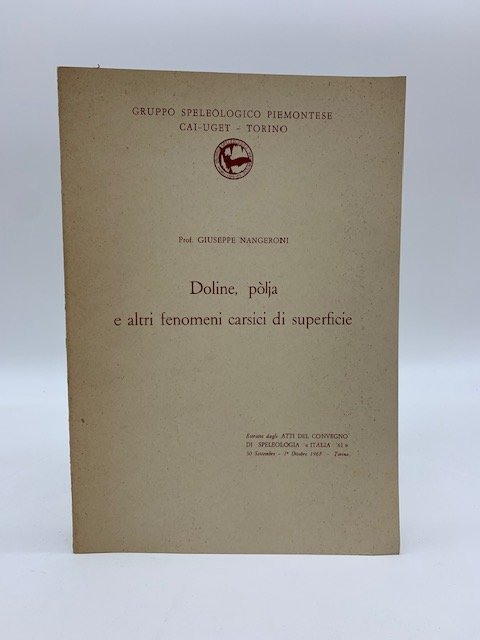 GRUPPO SPELEOLOGICO PIEMONTESE
CAI-UGET - TORINO
Prof. GIUSEPPE NANGERONI
Doline, pòlja
e altri fenomeni carsici di superficie
Estratto dagli ATTI DEL CONVEGNO
DI SPELEOLOGIA « ITALIA '61 »
30 Settembre - 1° Ottobre - Torino